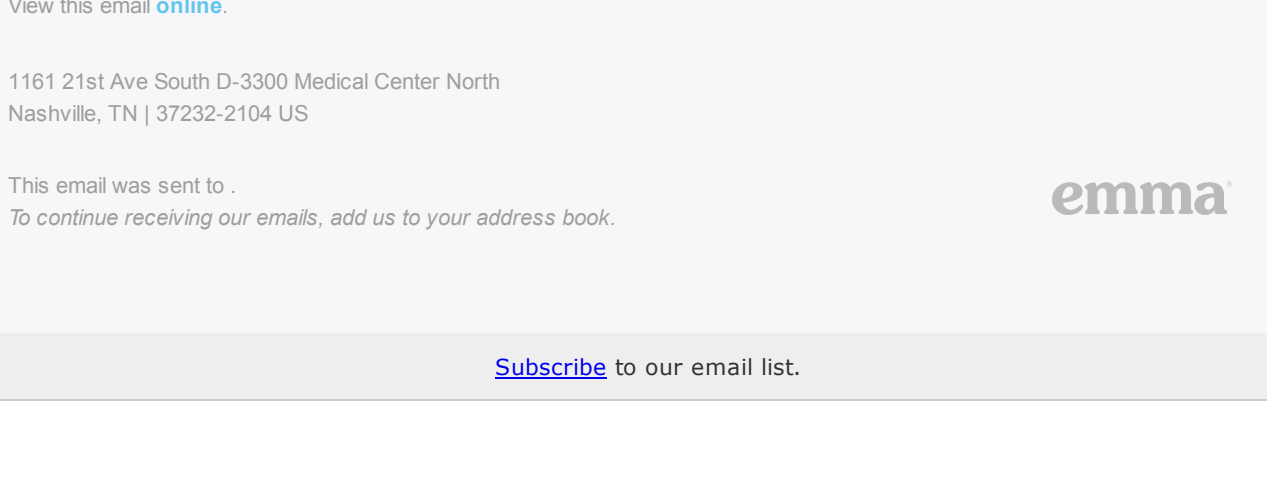 View this email online.
1161 21st Ave South D-3300 Medical Center North
Nashville, TN | 37232-2104 US
This email was sent to .
To continue receiving our emails, add us to your address book.
emma®
Subscribe to our email list.